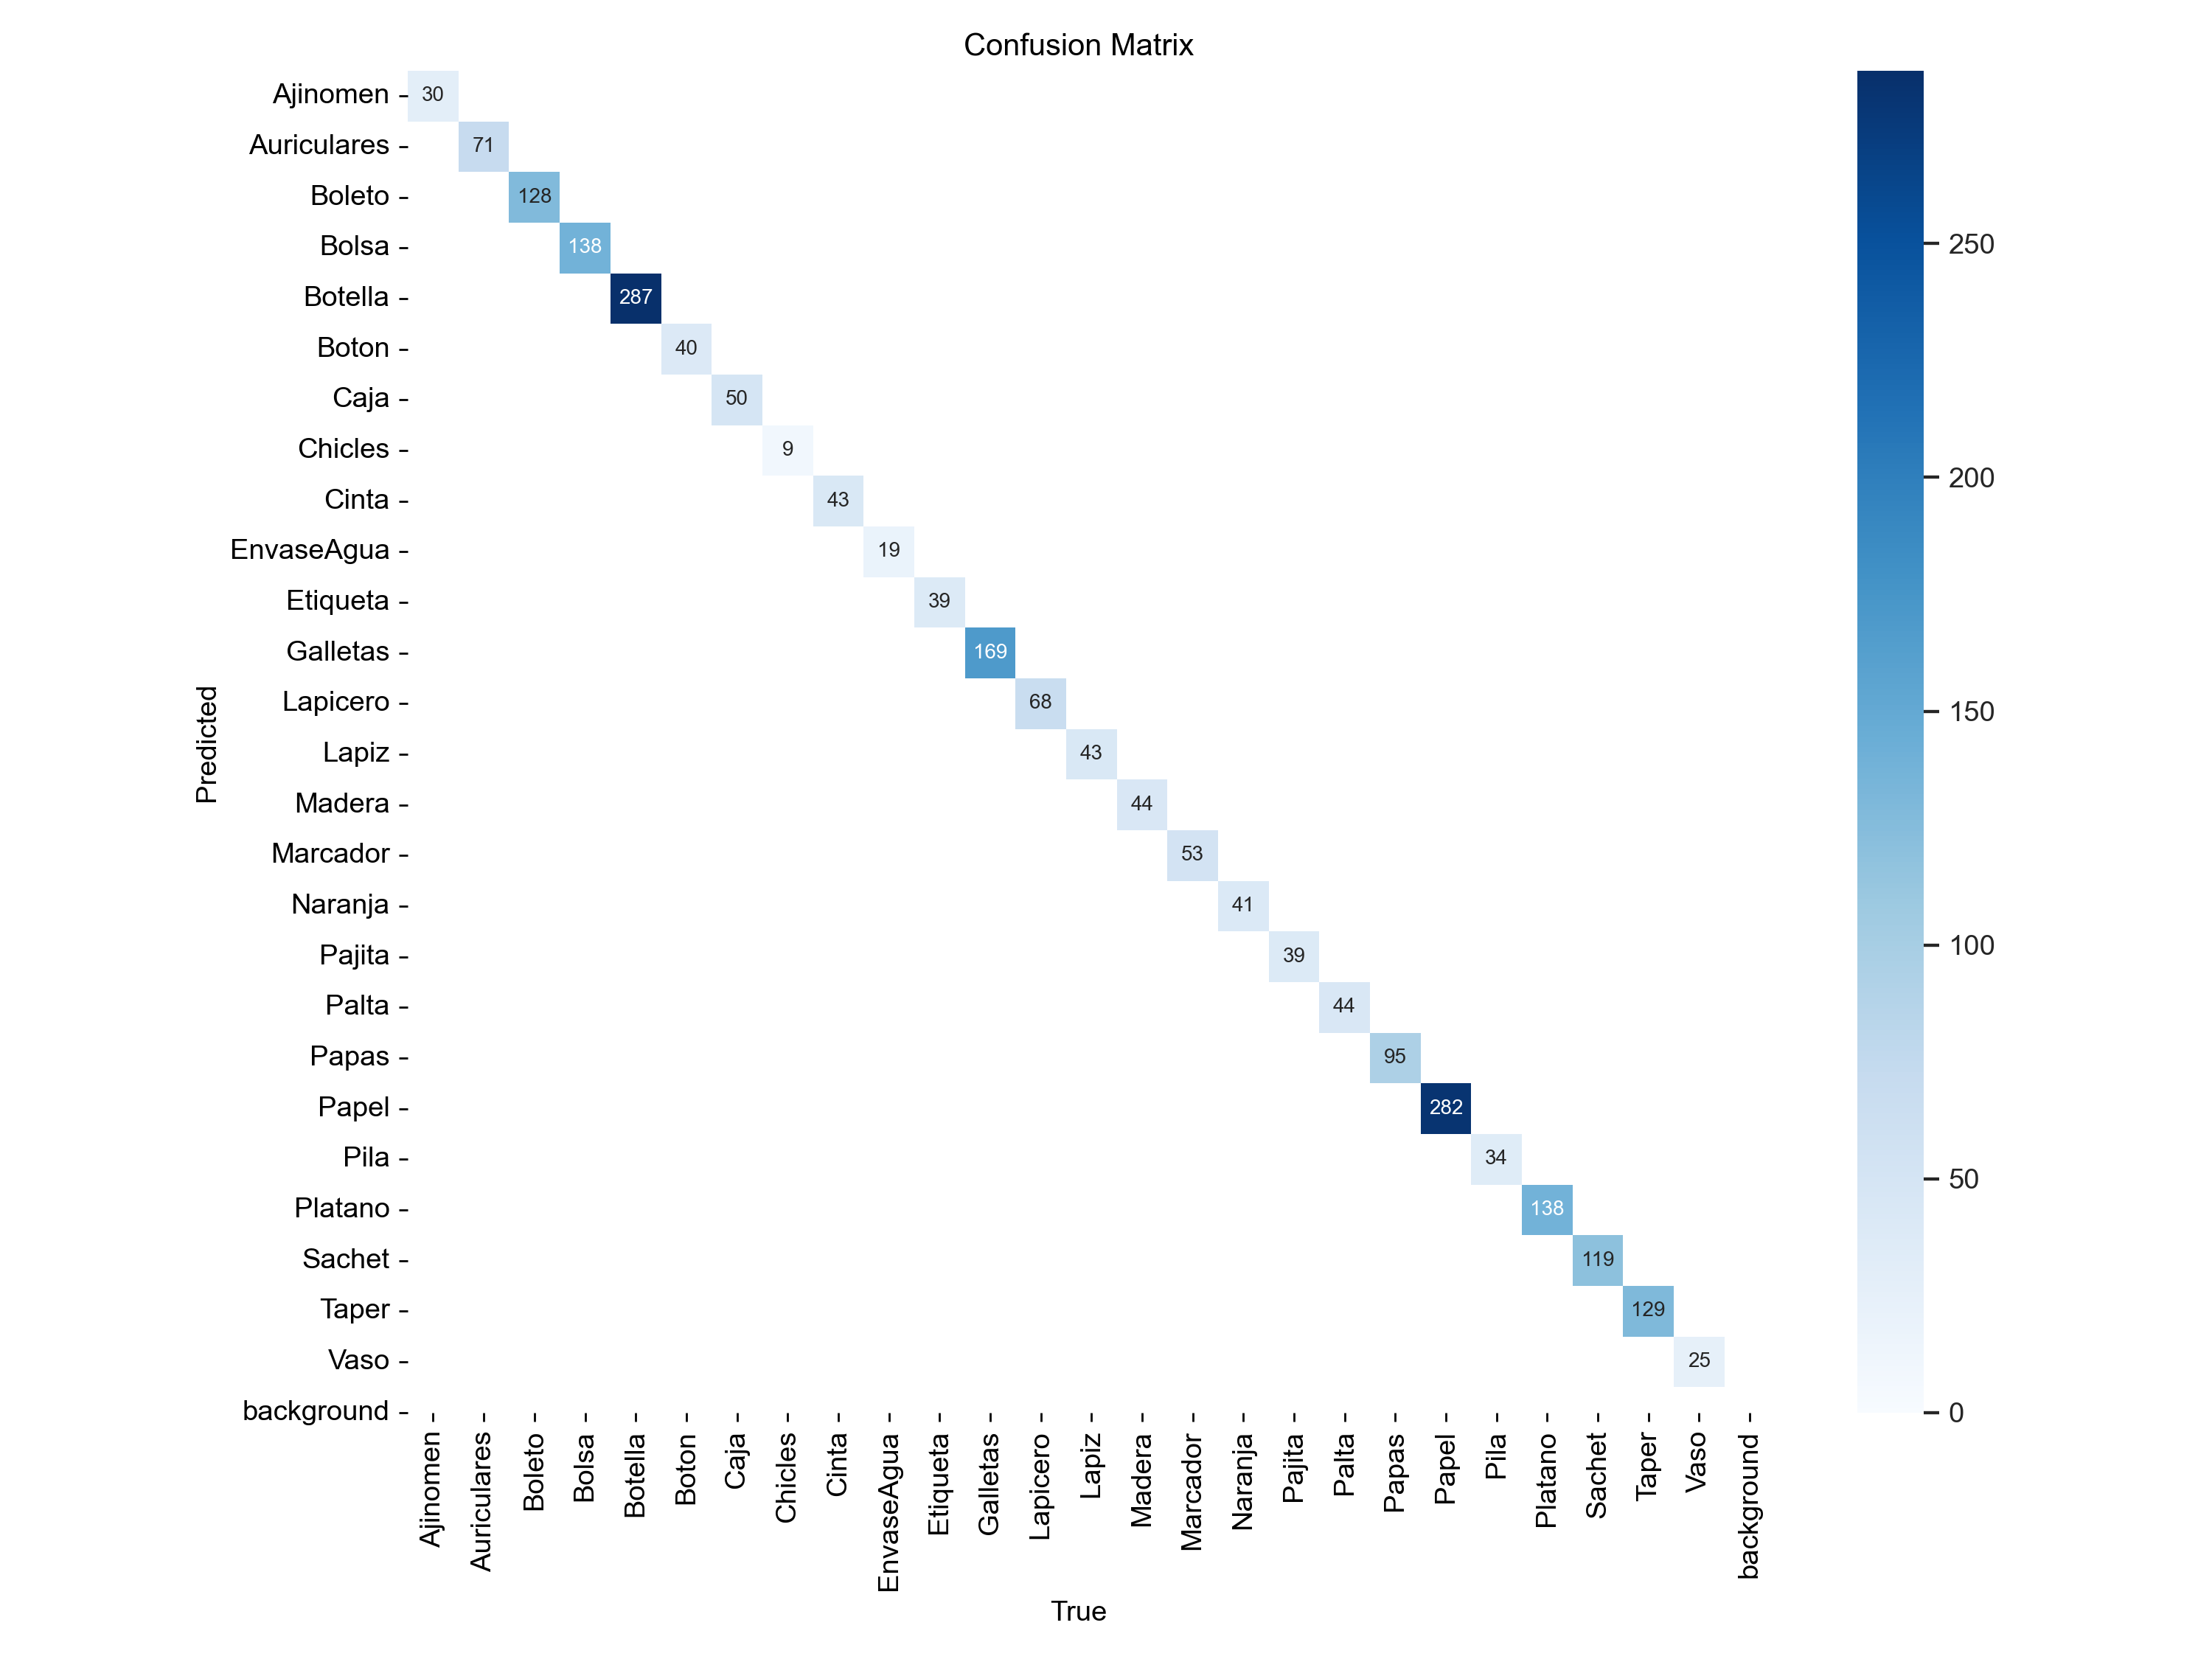 Confusion Matrix
Ajinomen 30
Auriculares 71
Boleto 128
Bolsa 138
Botella 287
Boton 40
Caja 50
Chicles 9
Cinta 43
EnvaseAgua 19
Etiqueta 39
Galletas 169
Lapicero 68
Lapiz 43
Madera 44
Marcador 53
Naranja 41
Pajita 39
Palta 44
Papas 95
Papel 282
Pila 34
Platano 138
Sachet 119
Taper 129
Vaso 25
background
Predicted
Ajinomen Auriculares Boleto Bolsa Botella Boton Caja Chicles Cinta EnvaseAgua Etiqueta Galletas Lapicero Lapiz Madera Marcador Naranja Pajita Palta Papas Papel Pila Platano Sachet Taper Vaso background
True
250
200
150
100
50
0